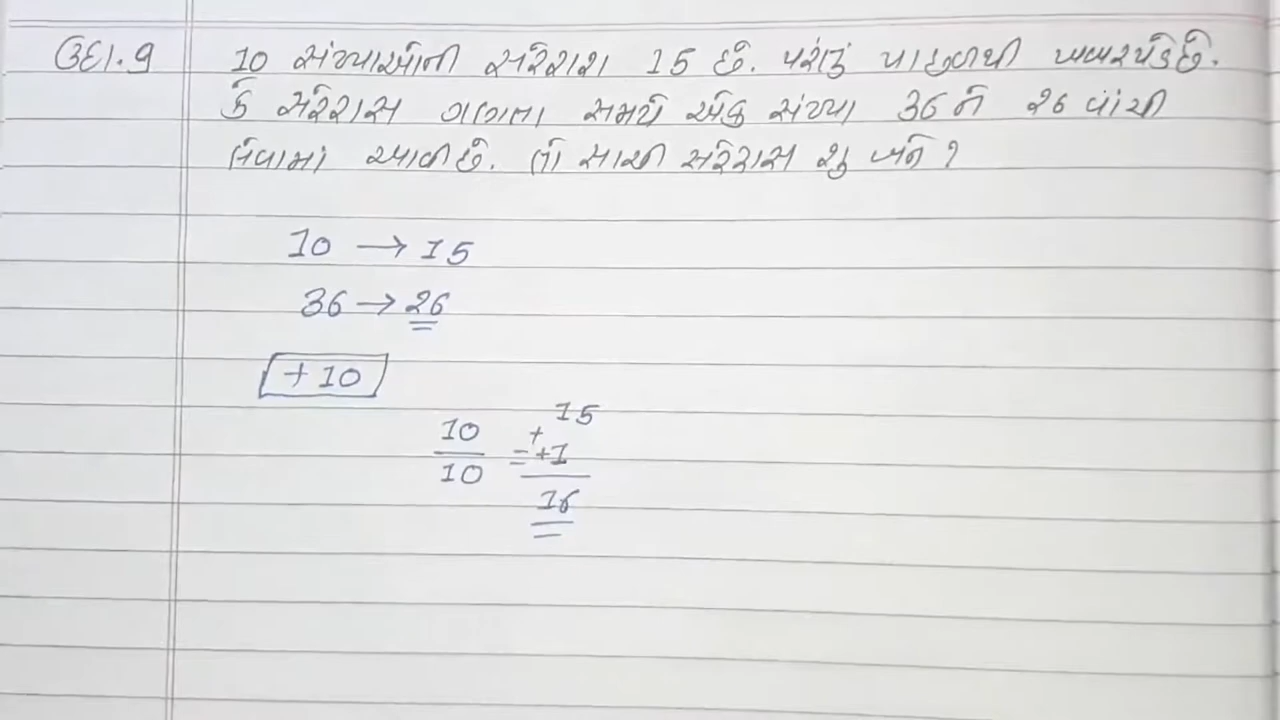 ઉદા.9 10 સંખ્યાઓની સરેરાશ 15 છે. પરંતુ પાછળથી ખબર પડે છે.
કે સરેરાસ ગણતા સમયે એક સંખ્યા 36 ને 26 વાંચી
લેવામાં આવી છે. તો સાચી સરેરાસ શું બને ?
10 → 15
36 → 26
+ 10
15
10
+
= +1
10
16